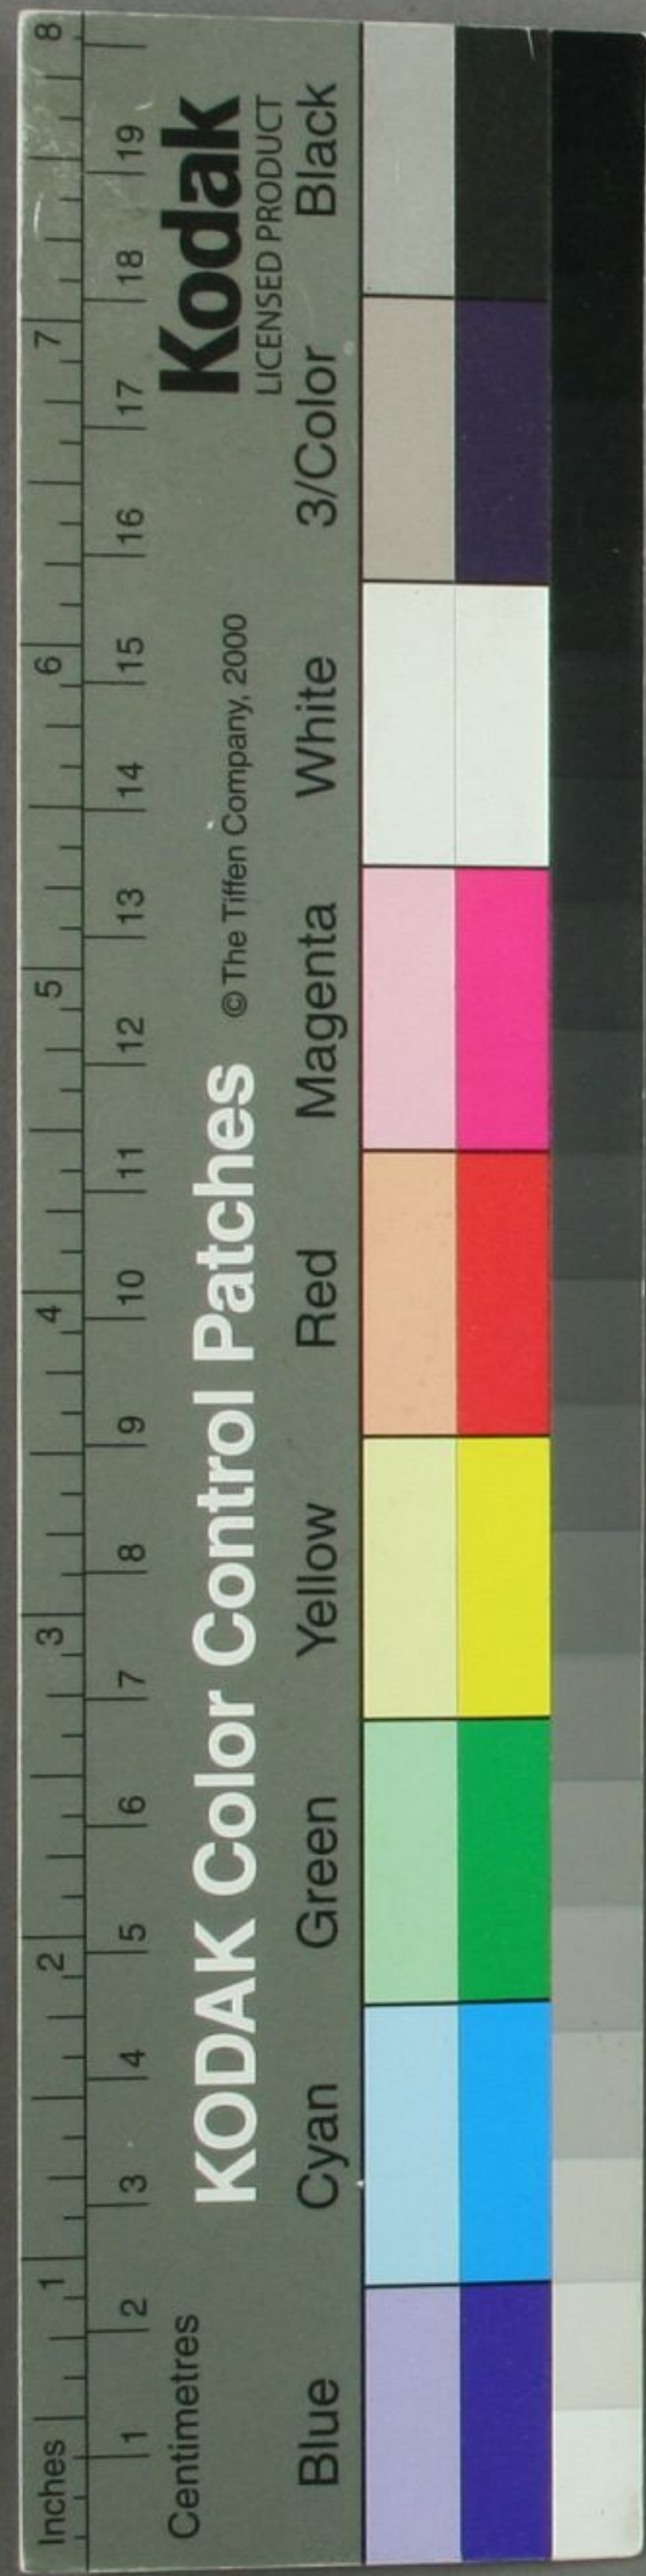 Inches 1 2 3 4 5 6 7 8
1 2 3 4 5 6 7 8 9 10 11 12 13 14 15 16 17 18 19
Centimetres
KODAK Color Control Patches © The Tiffen Company, 2000
Kodak
LICENSED PRODUCT
Blue Cyan Green Yellow Red Magenta White 3/Color Black